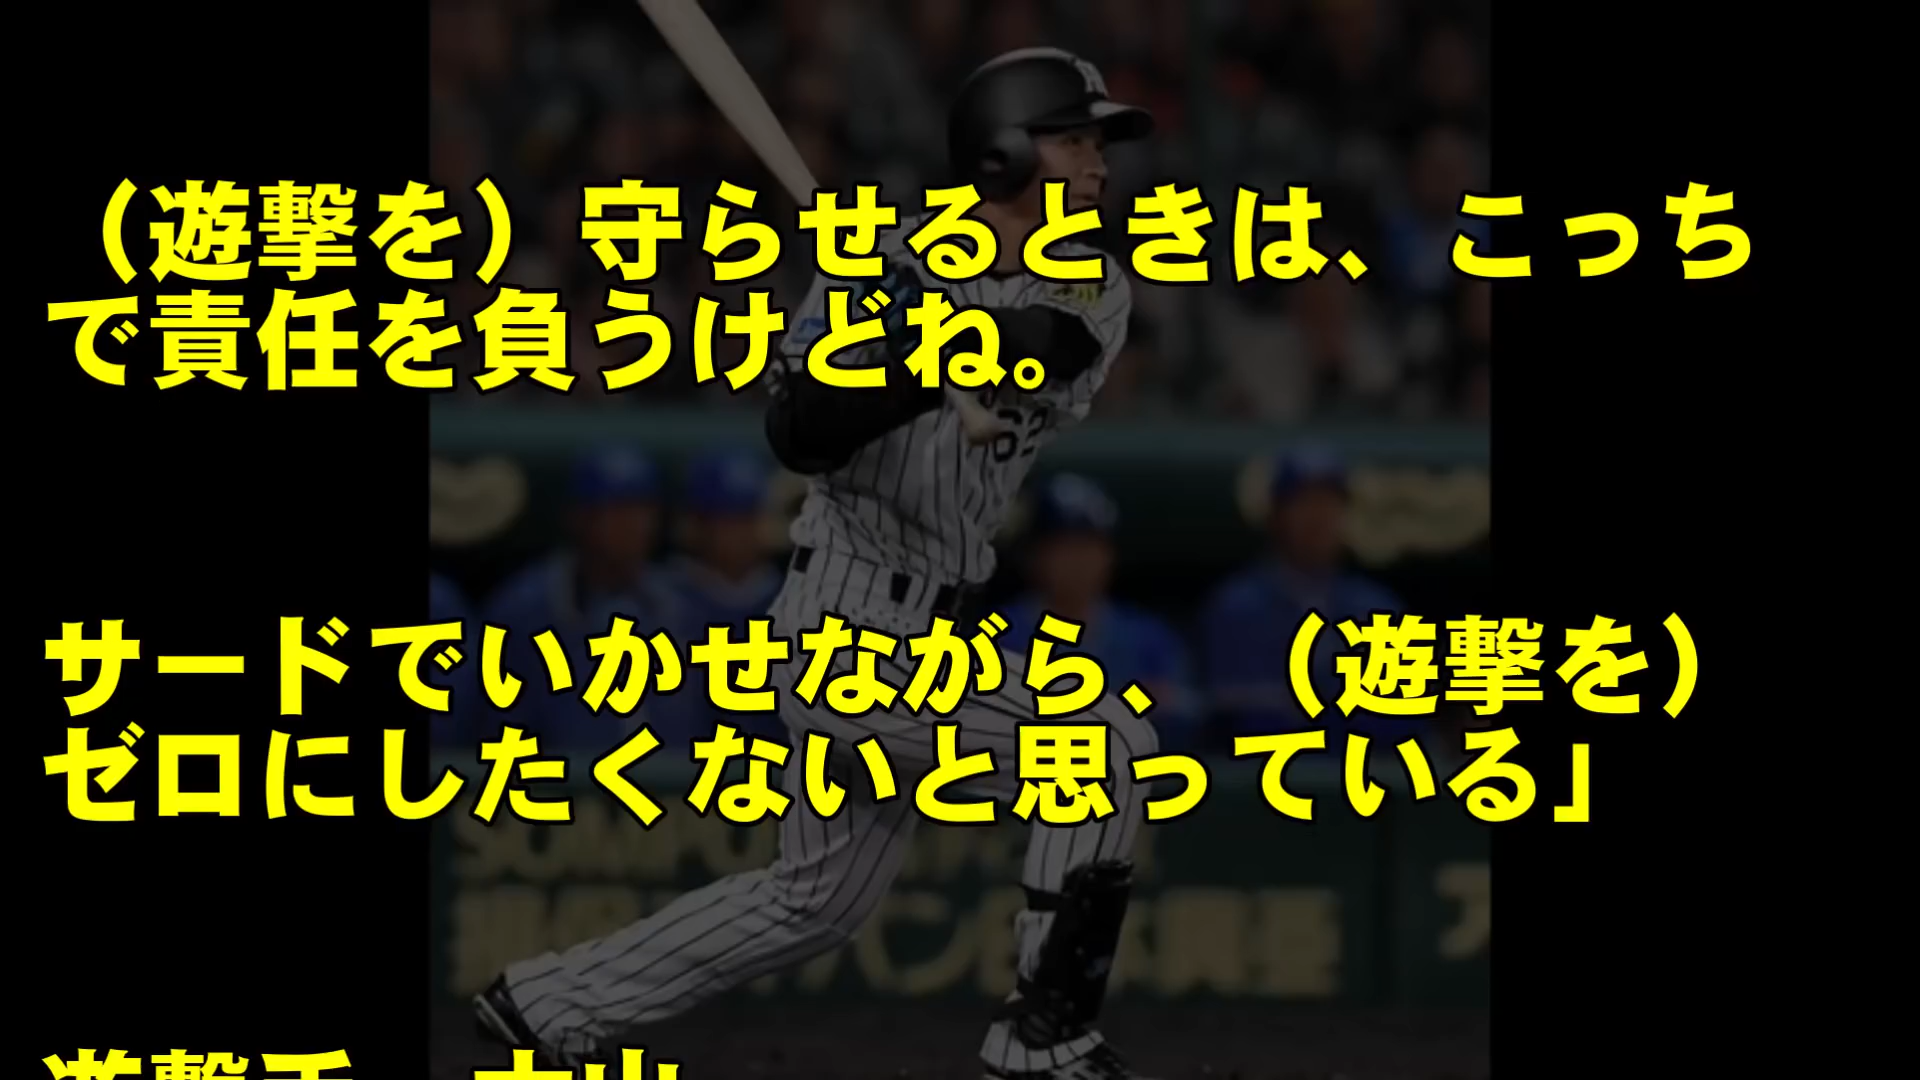 （遊撃を）守らせるときは、こっち
で責任を負うけどね。
サードでいかせながら、（遊撃を）
ゼロにしたくないと思っている」
62